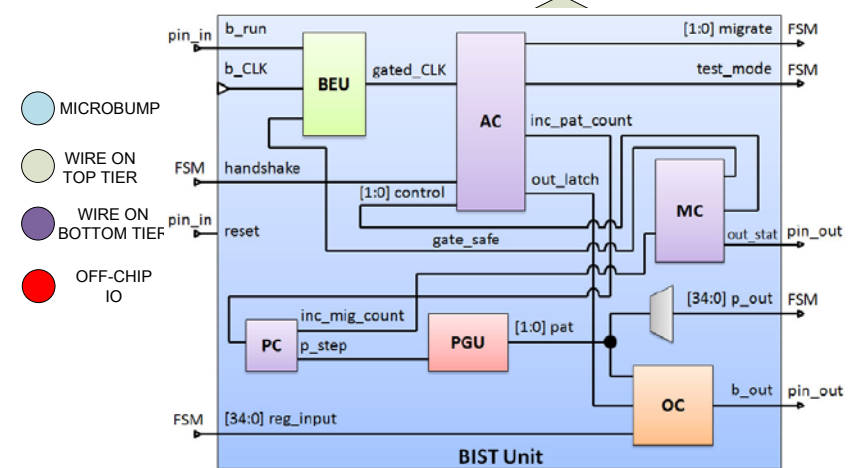 pin_in
b_run
b_CLK
BEU
gated_CLK
AC
[1:0] migrate
FSM
test_mode
FSM
inc_pat_count
MICROBUMP
WIRE ON
TOP TIER
WIRE ON
BOTTOM TIER
OFF-CHIP
IO
FSM
handshake
[1:0] control
out_latch
pin_in
reset
gate_safe
MC
out_stat
pin_out
inc_mig_count
PC
p_step
PGU
[1:0] pat
[34:0] p_out
FSM
OC
b_out
pin_out
FSM
[34:0] reg_input
BIST Unit